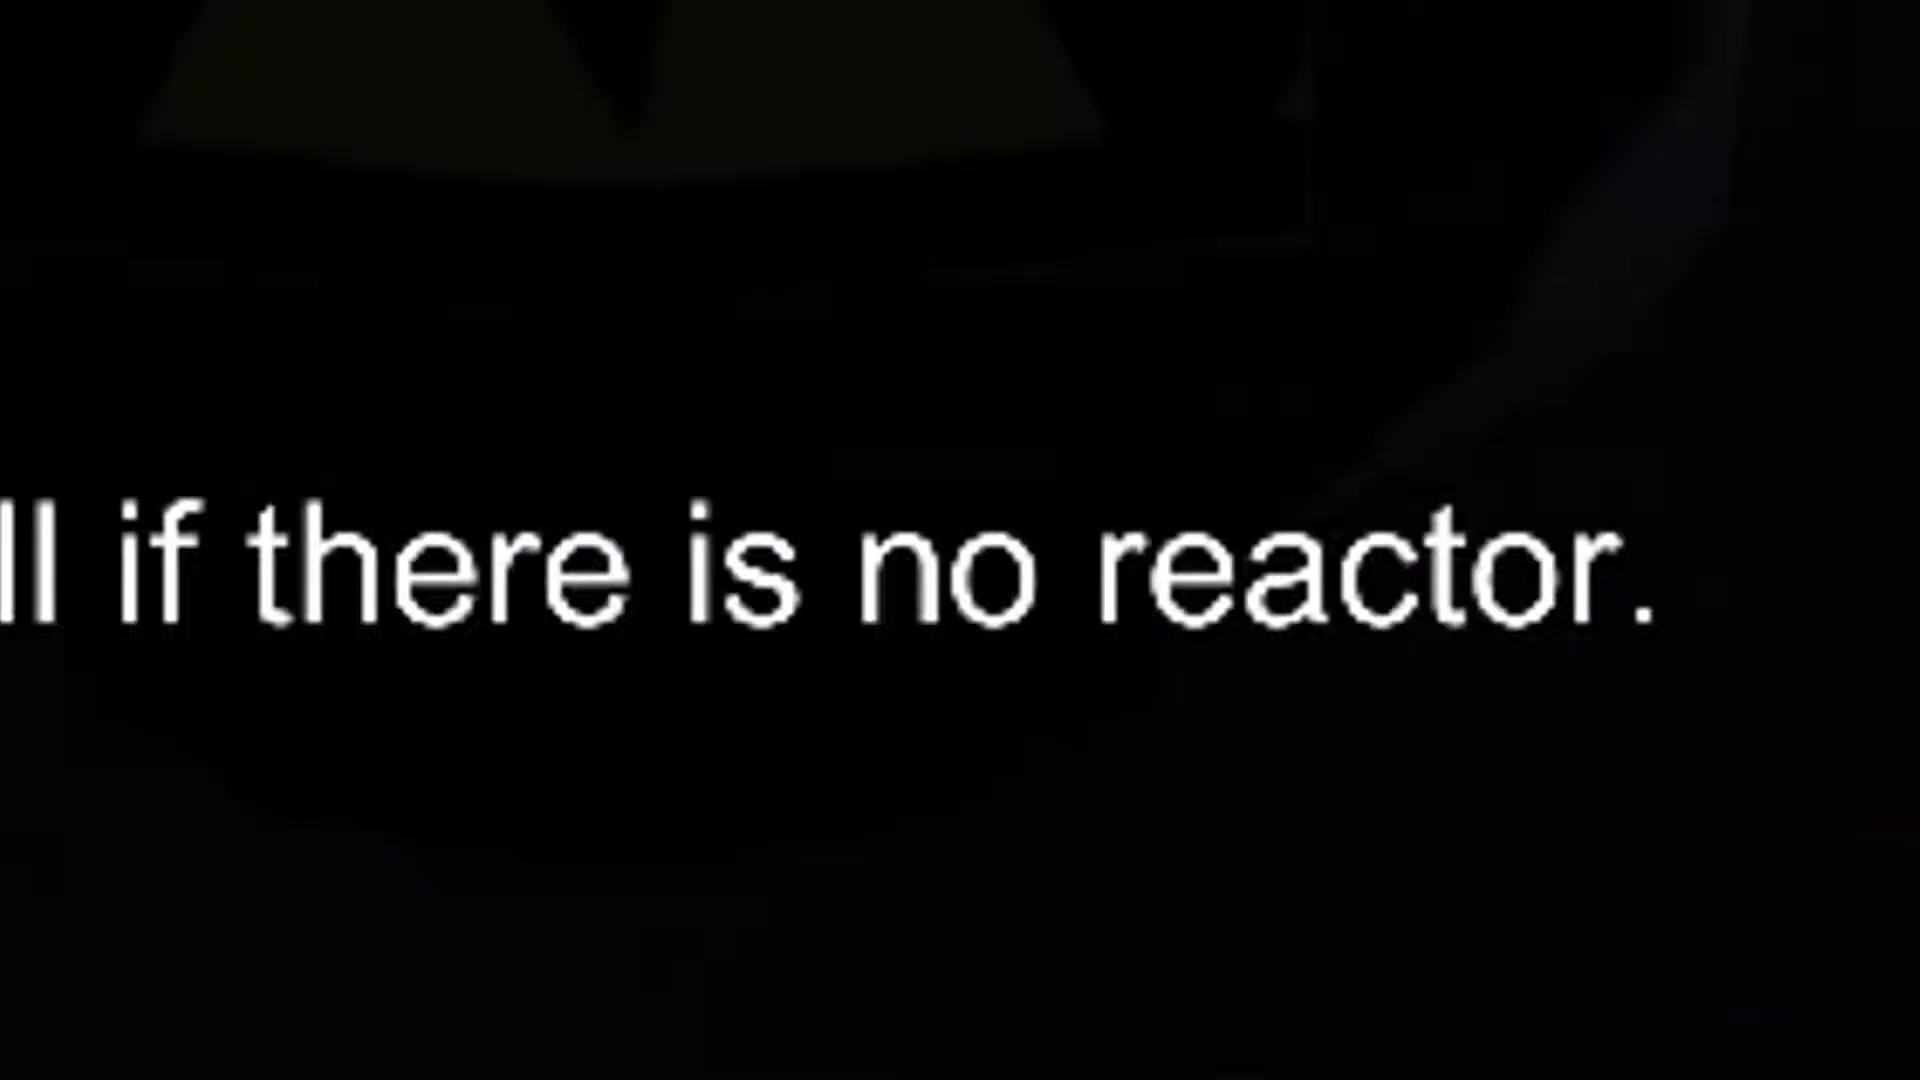 ll if there is no reactor.